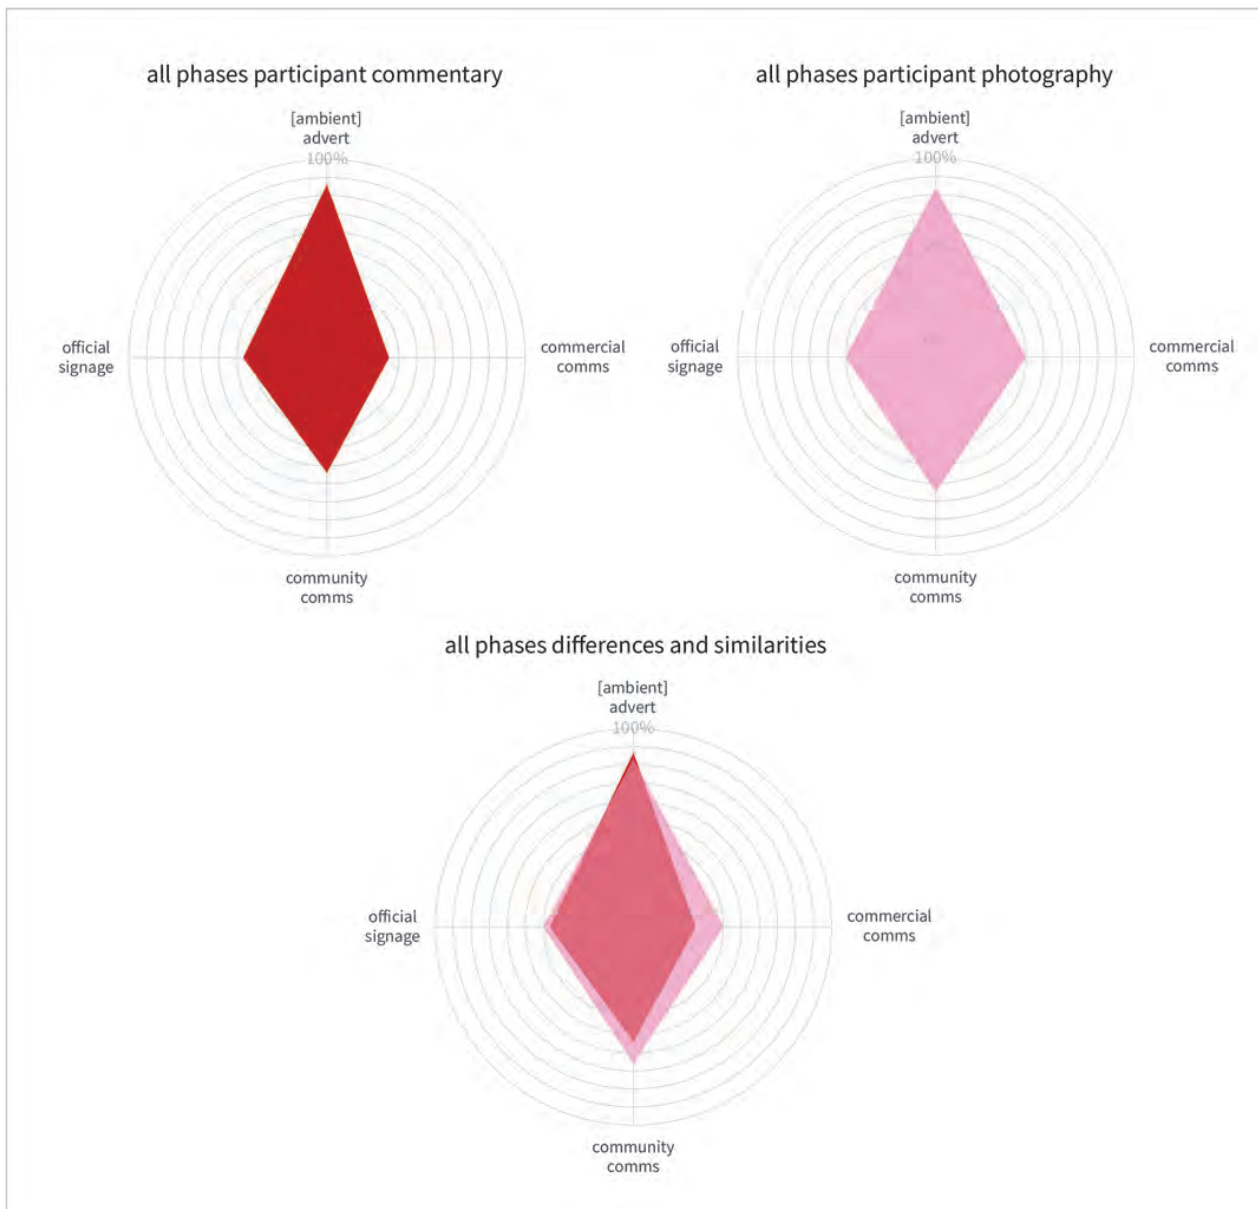 all phases participant commentary
[ambient]
advert
100%
official
signage
commercial
comms
community
comms
all phases participant photography
[ambient]
advert
100%
official
signage
commercial
comms
community
comms
all phases differences and similarities
[ambient]
advert
100%
official
signage
commercial
comms
community
comms